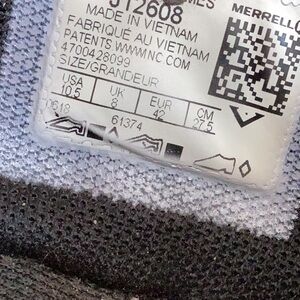 MERRELL
J12608
MADE IN VIETNAM
FABRIQUE AU VIETNAM
PATENTS WWW.NC.COM
4700428099
SIZE/GRANDEUR
USA UK EUR CM
10.5 8 42 27.5
0618 61374